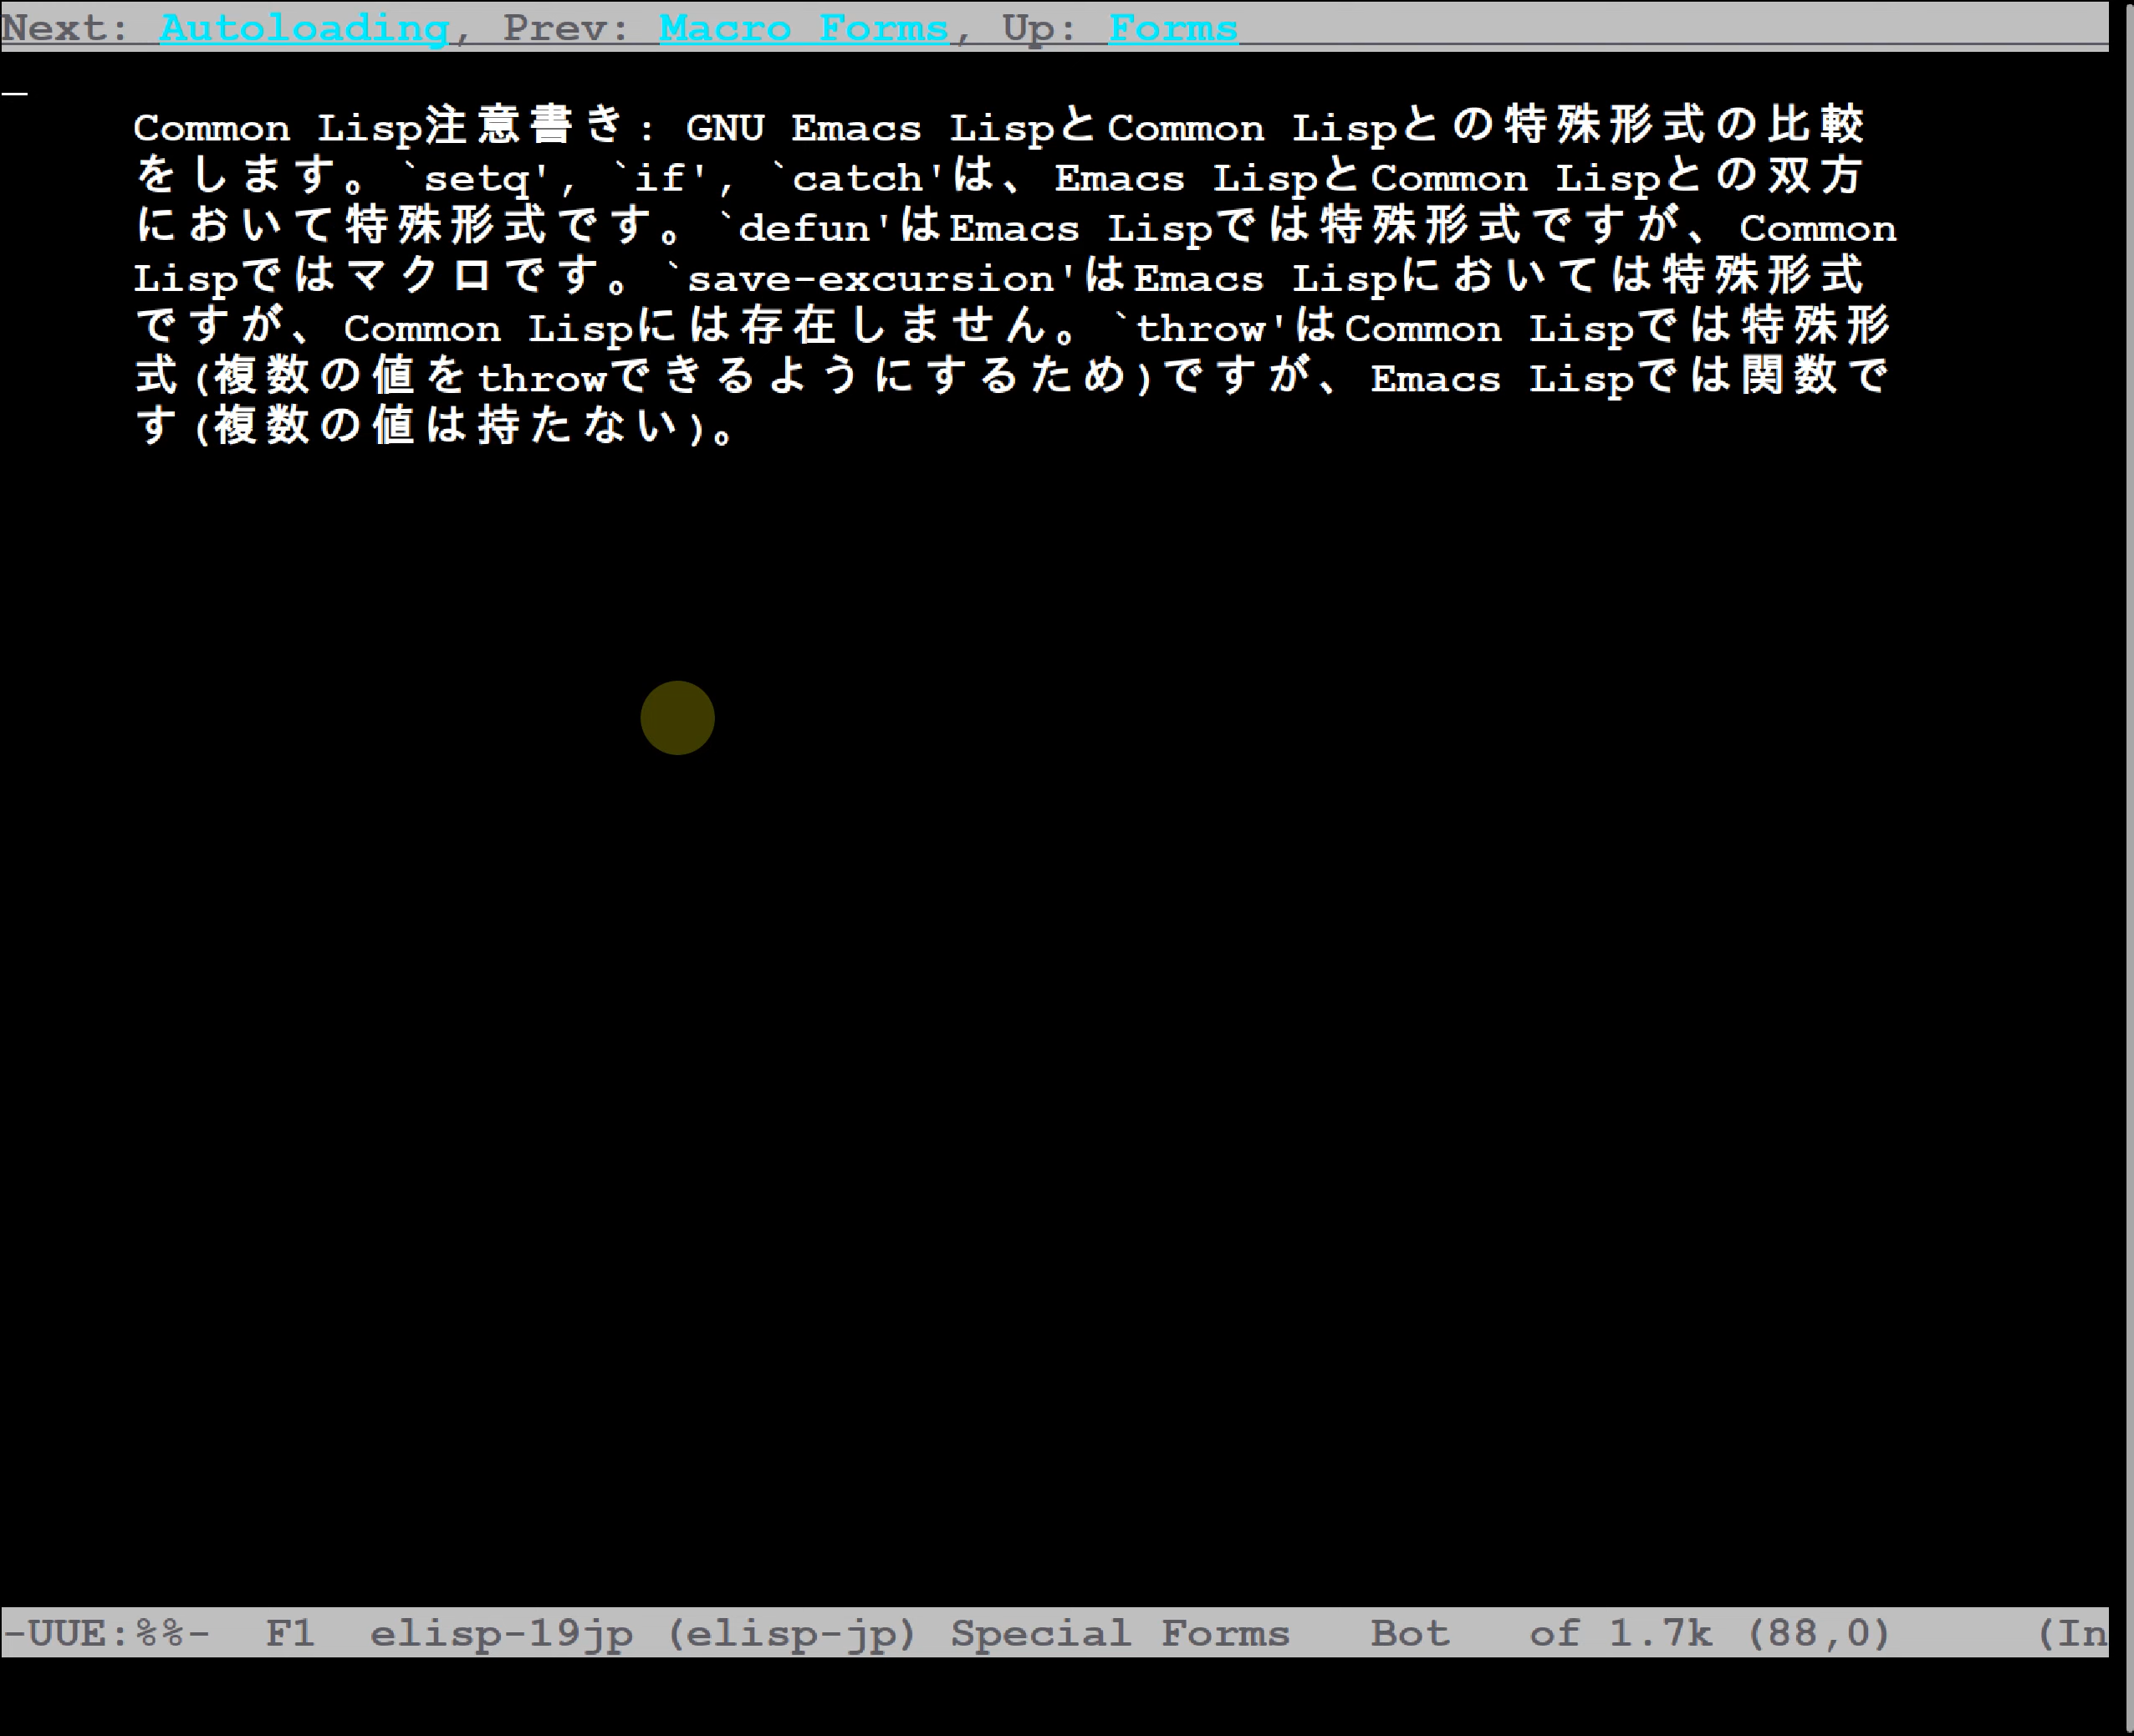 Next: Autoloading, Prev: Macro Forms, Up: Forms
Common Lisp注意書き: GNU Emacs LispとCommon Lispとの特殊形式の比較
をします。`setq', `if', `catch'は、Emacs LispとCommon Lispとの双方
において特殊形式です。`defun'はEmacs Lispでは特殊形式ですが、Common
Lispではマクロです。`save-excursion'はEmacs Lispにおいては特殊形式
ですが、Common Lispには存在しません。`throw'はCommon Lispでは特殊形
式(複数の値をthrowできるようにするため)ですが、Emacs Lispでは関数で
す(複数の値は持たない)。
-UUE:%%-  F1  elisp-19jp (elisp-jp) Special Forms   Bot   of 1.7k (88,0)     (In